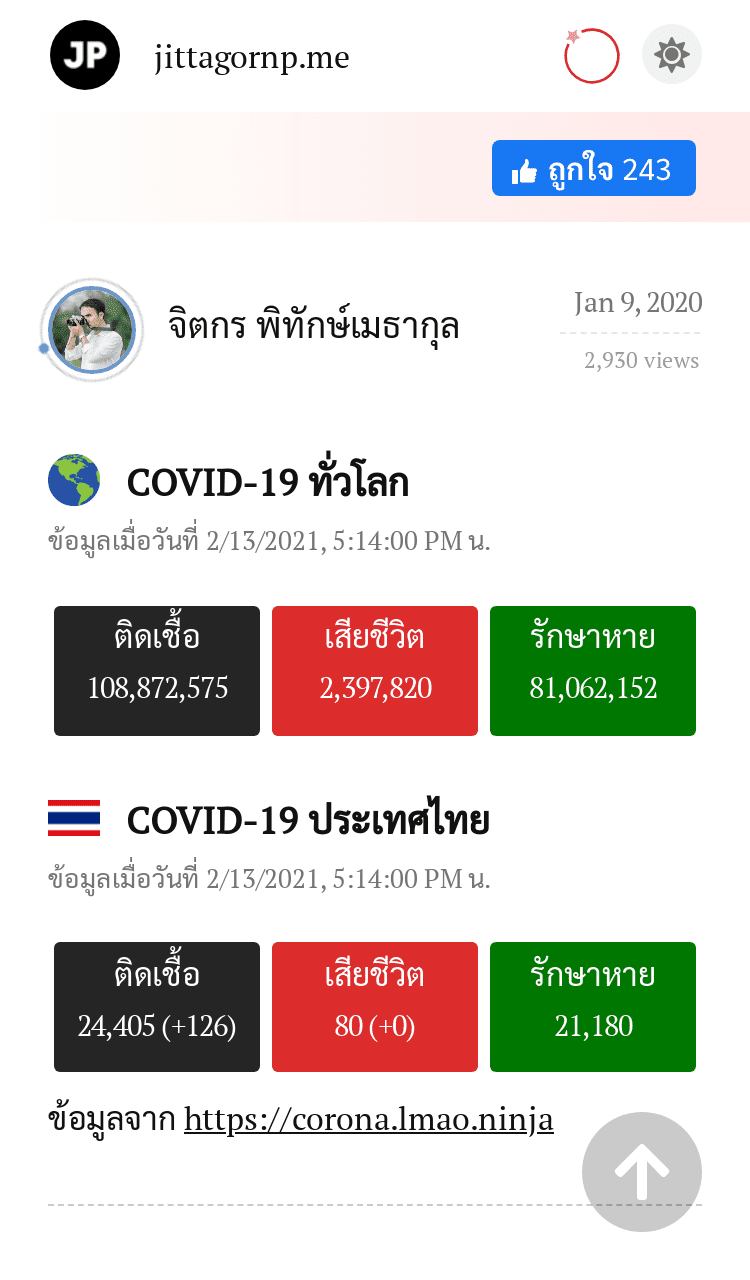 JP jittagornp.me
ถูกใจ 243
จิตกร พิทักษ์เมธากุล
Jan 9, 2020
2,930 views
COVID-19 ทั่วโลก
ข้อมูลเมื่อวันที่ 2/13/2021, 5:14:00 PM น.
ติดเชื้อ เสียชีวิต รักษาหาย
108,872,575 2,397,820 81,062,152
COVID-19 ประเทศไทย
ข้อมูลเมื่อวันที่ 2/13/2021, 5:14:00 PM น.
ติดเชื้อ เสียชีวิต รักษาหาย
24,405 (+126) 80 (+0) 21,180
ข้อมูลจาก https://corona.lmao.ninja